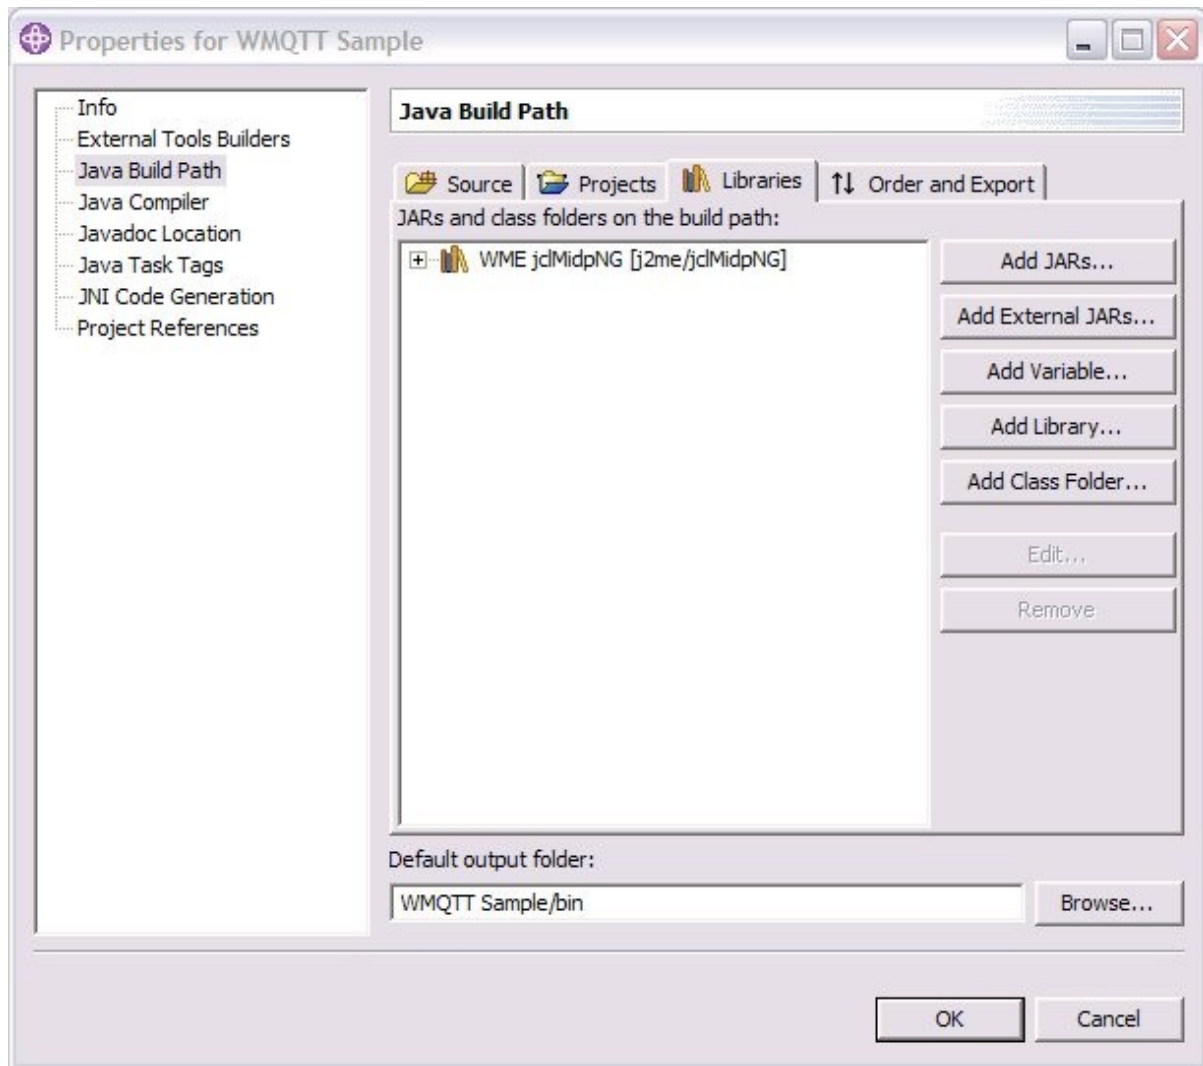 Properties for WMQTT Sample
Info
External Tools Builders
Java Build Path
Java Compiler
Javadoc Location
Java Task Tags
JNI Code Generation
Project References
Java Build Path
Source
Projects
Libraries
Order and Export
JARs and class folders on the build path:
WME jclMidpNG [j2me/jclMidpNG]
Add JARs...
Add External JARs...
Add Variable...
Add Library...
Add Class Folder...
Edit...
Remove
Default output folder:
WMQTT Sample/bin
Browse...
OK
Cancel